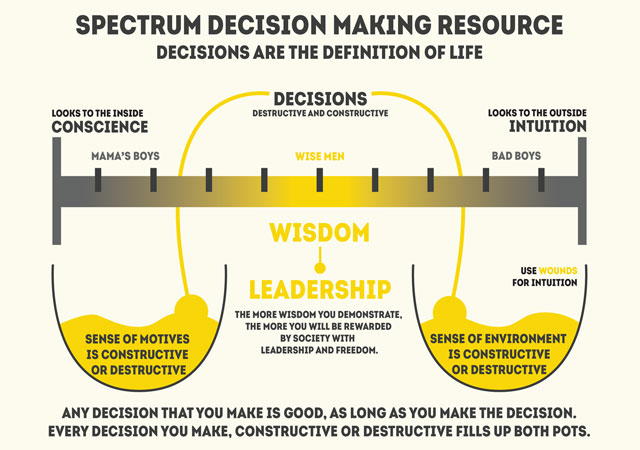 SPECTRUM DECISION MAKING RESOURCE
DECISIONS ARE THE DEFINITION OF LIFE
DECISIONS
DESTRUCTIVE AND CONSTRUCTIVE
LOOKS TO THE INSIDE
CONSCIENCE
LOOKS TO THE OUTSIDE
INTUITION
MAMA'S BOYS
WISE MEN
BAD BOYS
WISDOM
LEADERSHIP
THE MORE WISDOM YOU DEMONSTRATE,
THE MORE YOU WILL BE REWARDED
BY SOCIETY WITH
LEADERSHIP AND FREEDOM.
USE WOUNDS
FOR INTUITION
SENSE OF MOTIVES
IS CONSTRUCTIVE
OR DESTRUCTIVE
SENSE OF ENVIRONMENT
IS CONSTRUCTIVE
OR DESTRUCTIVE
ANY DECISION THAT YOU MAKE IS GOOD, AS LONG AS YOU MAKE THE DECISION.
EVERY DECISION YOU MAKE, CONSTRUCTIVE OR DESTRUCTIVE FILLS UP BOTH POTS.